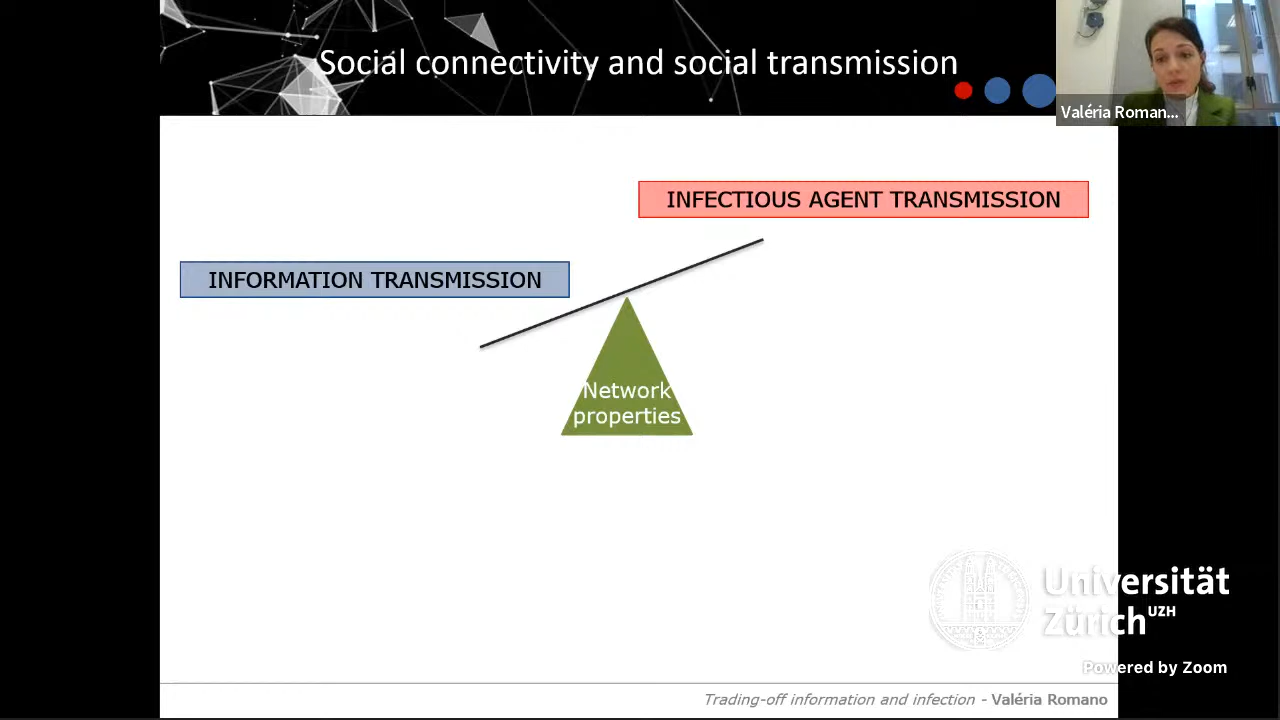 Social connectivity and social transmission
Valéria Roman...
INFECTIOUS AGENT TRANSMISSION
INFORMATION TRANSMISSION
Network
properties
Universität
Zürich UZH
Powered by Zoom
Trading-off information and infection - Valéria Romano